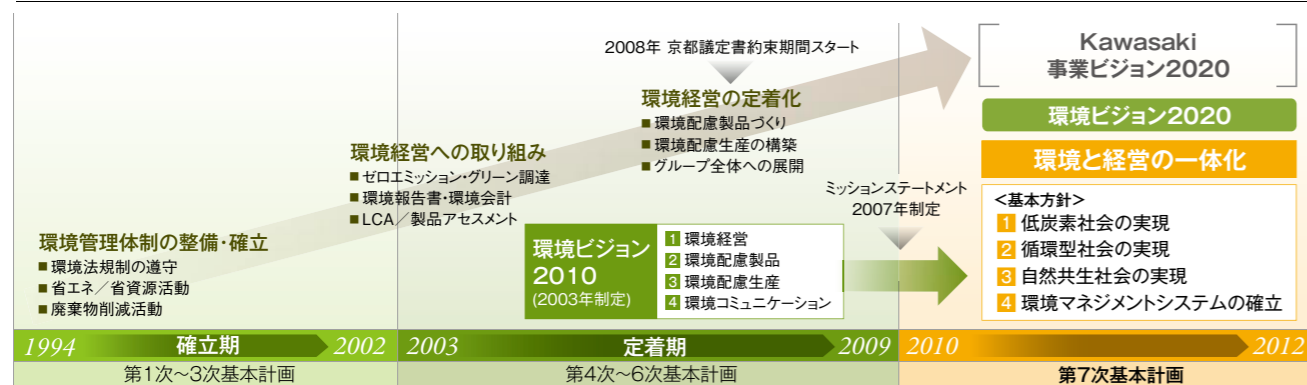 2008年 京都議定書約束期間スタート
Kawasaki
事業ビジョン2020
環境ビジョン2020
環境と経営の一体化
<基本方針>
1 低炭素社会の実現
2 循環型社会の実現
3 自然共生社会の実現
4 環境マネジメントシステムの確立
環境経営の定着化
■ 環境配慮製品づくり
■ 環境配慮生産の構築
■ グループ全体への展開
ミッションステートメント
2007年制定
環境経営への取り組み
■ ゼロエミッション・グリーン調達
■ 環境報告書・環境会計
■ LCA／製品アセスメント
環境ビジョン
2010
(2003年制定)
1 環境経営
2 環境配慮製品
3 環境配慮生産
4 環境コミュニケーション
環境管理体制の整備・確立
■ 環境法規制の遵守
■ 省エネ／省資源活動
■ 廃棄物削減活動
1994 確立期 2002 2003 定着期 2009 2010 2012
第1次～3次基本計画 第4次～6次基本計画 第7次基本計画